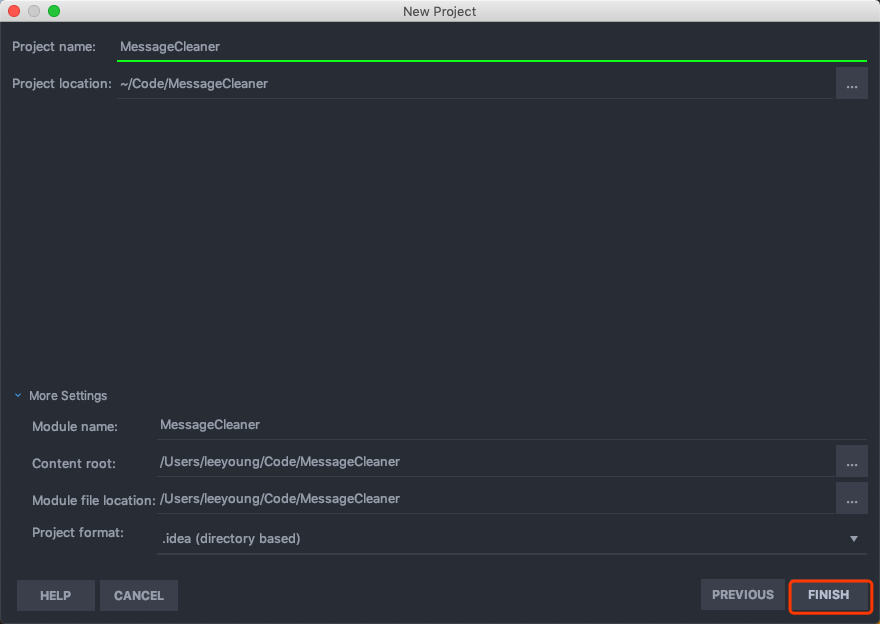 New Project
Project name: MessageCleaner
Project location: ~/Code/MessageCleaner ...
More Settings
Module name: MessageCleaner
Content root: /Users/leeyoung/Code/MessageCleaner ...
Module file location: /Users/leeyoung/Code/MessageCleaner ...
Project format: .idea (directory based)
HELP CANCEL PREVIOUS FINISH